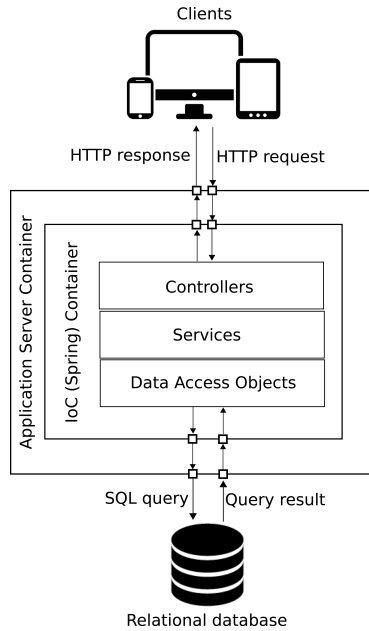 Clients
HTTP response
HTTP request
Application Server Container
IoC (Spring) Container
Controllers
Services
Data Access Objects
SQL query
Query result
Relational database